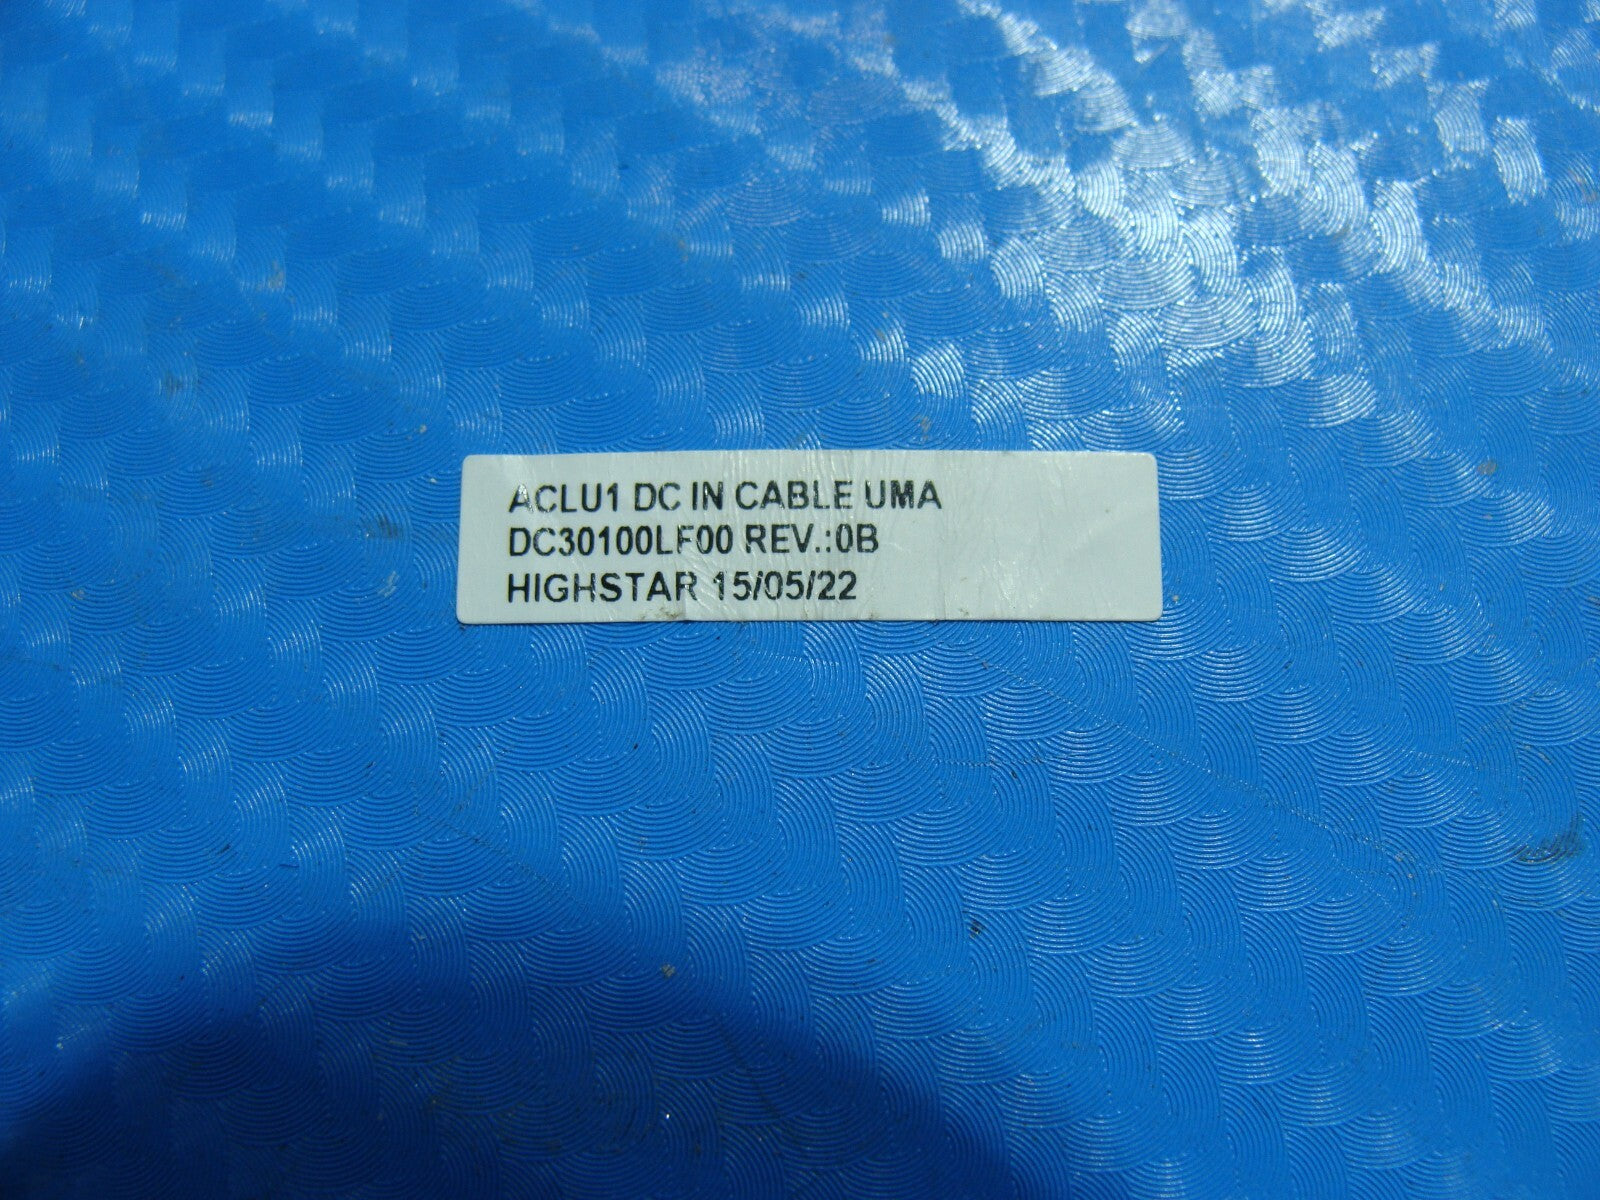 ACLU1 DC IN CABLE UMA
DC30100LF00 REV.:0B
HIGHSTAR 15/05/22